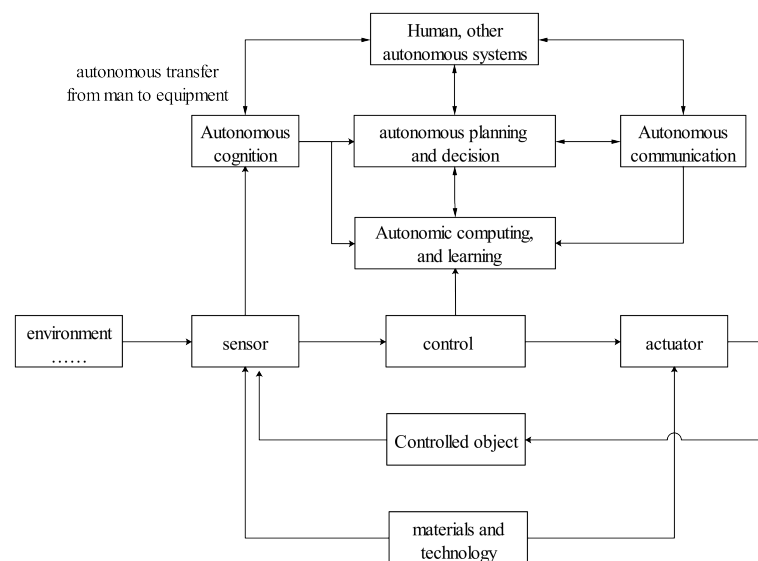 Human, other
autonomous systems
autonomous transfer
from man to equipment
Autonomous
cognition
autonomous planning
and decision
Autonomous
communication
Autonomic computing,
and learning
environment
……
sensor
control
actuator
Controlled object
materials and
technology